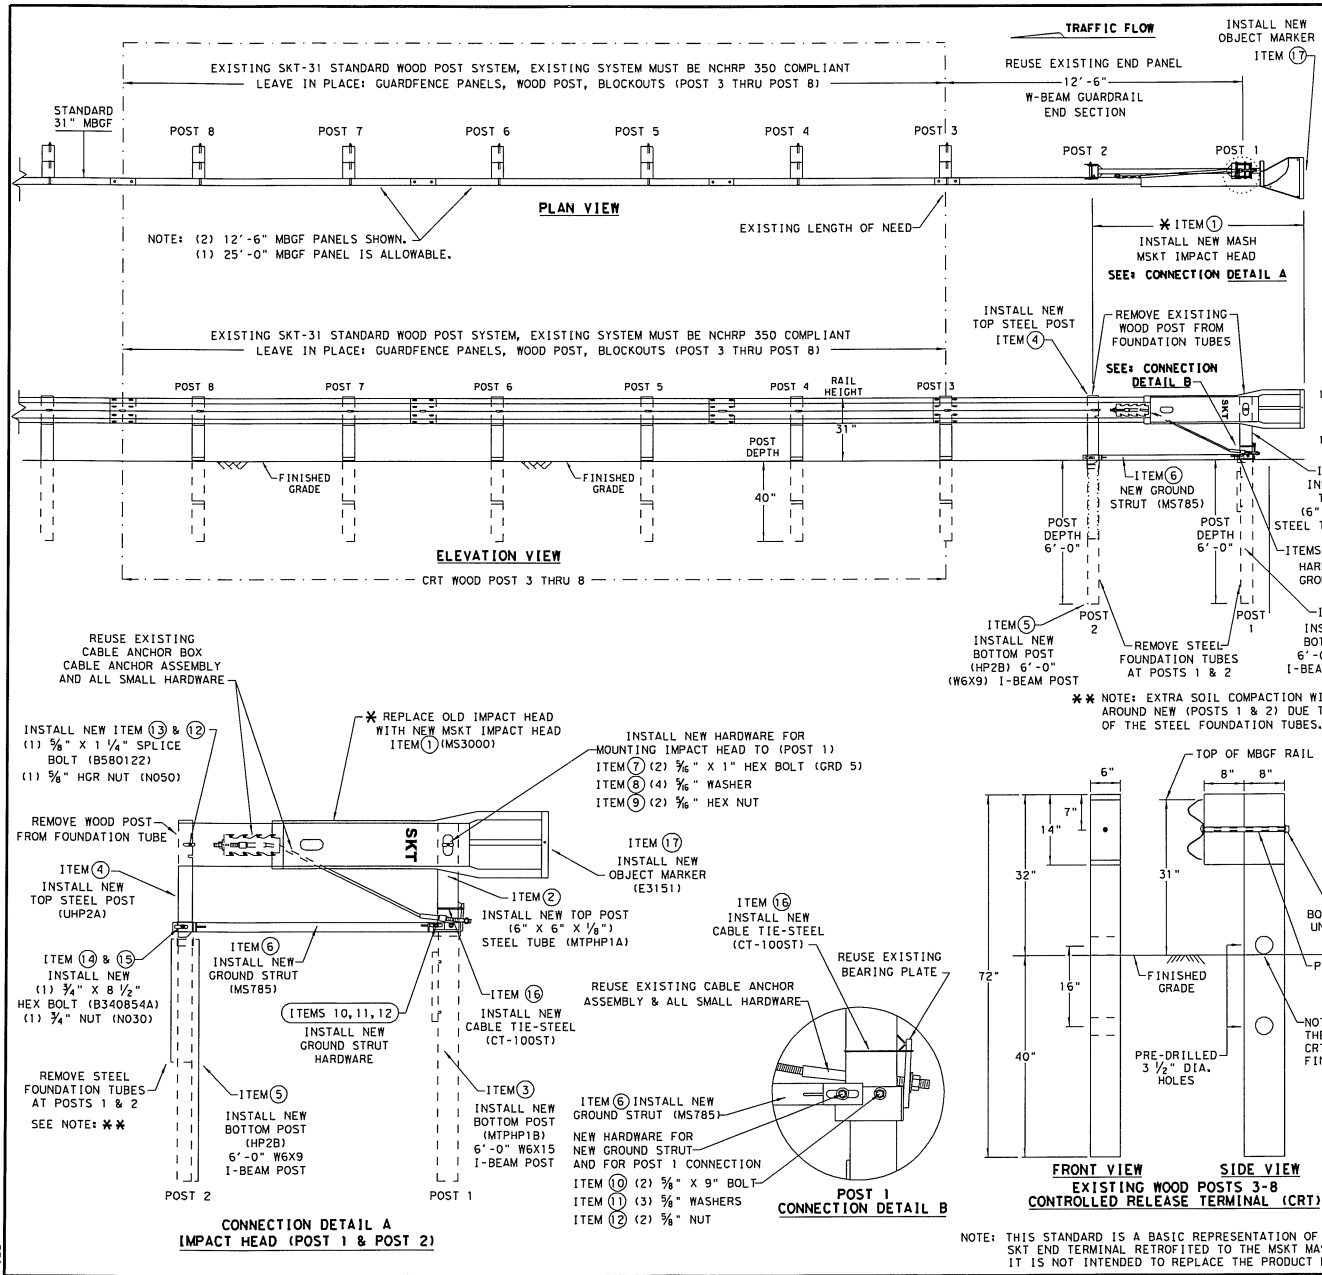 TRAFFIC FLOW
INSTALL NEW
OBJECT MARKER
ITEM 17
EXISTING SKT-31 STANDARD WOOD POST SYSTEM, EXISTING SYSTEM MUST BE NCHRP 350 COMPLIANT
LEAVE IN PLACE: GUARDFENCE PANELS, WOOD POST, BLOCKOUTS (POST 3 THRU POST 8)
REUSE EXISTING END PANEL
12'-6"
W-BEAM GUARDRAIL
END SECTION
STANDARD
31" MBGF
POST 8
POST 7
POST 6
POST 5
POST 4
POST 3
POST 2
POST 1
PLAN VIEW
NOTE: (2) 12'-6" MBGF PANELS SHOWN.
(1) 25'-0" MBGF PANEL IS ALLOWABLE.
EXISTING LENGTH OF NEED
* ITEM 1
INSTALL NEW MASH
MSKT IMPACT HEAD
SEE: CONNECTION DETAIL A
EXISTING SKT-31 STANDARD WOOD POST SYSTEM, EXISTING SYSTEM MUST BE NCHRP 350 COMPLIANT
LEAVE IN PLACE: GUARDFENCE PANELS, WOOD POST, BLOCKOUTS (POST 3 THRU POST 8)
INSTALL NEW
TOP STEEL POST
ITEM 4
REMOVE EXISTING
WOOD POST FROM
FOUNDATION TUBES
SEE: CONNECTION
DETAIL B
POST 8
POST 7
POST 6
POST 5
POST 4
RAIL
HEIGHT
31"
POST 3
SKT
POST
DEPTH
40"
FINISHED
GRADE
FINISHED
GRADE
ITEM 6
NEW GROUND
STRUT (MS785)
POST
DEPTH
6'-0"
POST
DEPTH
6'-0"
(6"
STEEL T
ITEMS
HAR
GRO
ELEVATION VIEW
CRT WOOD POST 3 THRU 8
POST
2
POST
1
ITEM 5
INSTALL NEW
BOTTOM POST
(HP2B) 6'-0"
(W6X9) I-BEAM POST
REMOVE STEEL
FOUNDATION TUBES
AT POSTS 1 & 2
INS
BOT
6'-0
I-BEA
** NOTE: EXTRA SOIL COMPACTION WI
AROUND NEW (POSTS 1 & 2) DUE T
OF THE STEEL FOUNDATION TUBES.
REUSE EXISTING
CABLE ANCHOR BOX
CABLE ANCHOR ASSEMBLY
AND ALL SMALL HARDWARE
INSTALL NEW ITEM 13 & 12
(1) 5/8" X 1 1/4" SPLICE
BOLT (B580122)
(1) 5/8" HGR NUT (N050)
* REPLACE OLD IMPACT HEAD
WITH NEW MSKT IMPACT HEAD
ITEM 1 (MS3000)
INSTALL NEW HARDWARE FOR
MOUNTING IMPACT HEAD TO (POST 1)
ITEM 7 (2) 5/16" X 1" HEX BOLT (GRD 5)
ITEM 8 (4) 5/16" WASHER
ITEM 9 (2) 5/16" HEX NUT
REMOVE WOOD POST
FROM FOUNDATION TUBE
SKT
ITEM 17
INSTALL NEW
OBJECT MARKER
(E3151)
ITEM 4
INSTALL NEW
TOP STEEL POST
(UHP2A)
ITEM 2
INSTALL NEW TOP POST
(6" X 6" X 1/8")
STEEL TUBE (MTPHP1A)
ITEM 14 & 15
INSTALL NEW
(1) 3/4" X 8 1/2"
HEX BOLT (B340854A)
(1) 3/4" NUT (N030)
ITEM 6
INSTALL NEW
GROUND STRUT
(MS785)
ITEMS 10,11,12
INSTALL NEW
GROUND STRUT
HARDWARE
ITEM 16
INSTALL NEW
CABLE TIE-STEEL
(CT-100ST)
REMOVE STEEL
FOUNDATION TUBES
AT POSTS 1 & 2
SEE NOTE: **
ITEM 5
INSTALL NEW
BOTTOM POST
(HP2B)
6'-0" W6X9
I-BEAM POST
ITEM 3
INSTALL NEW
BOTTOM POST
(MTPHP1B)
6'-0" W6X15
I-BEAM POST
POST 2
POST 1
CONNECTION DETAIL A
IMPACT HEAD (POST 1 & POST 2)
ITEM 16
INSTALL NEW
CABLE TIE-STEEL
(CT-100ST)
REUSE EXISTING
BEARING PLATE
REUSE EXISTING CABLE ANCHOR
ASSEMBLY & ALL SMALL HARDWARE
ITEM 6 INSTALL NEW
GROUND STRUT (MS785)
NEW HARDWARE FOR
NEW GROUND STRUT
AND FOR POST 1 CONNECTION
ITEM 10 (2) 5/8" X 9" BOLT
ITEM 11 (3) 5/8" WASHERS
ITEM 12 (2) 5/8" NUT
POST 1
CONNECTION DETAIL B
TOP OF MBGF RAIL
6"
8"
8"
7"
14"
32"
31"
72"
16"
40"
FINISHED
GRADE
PRE-DRILLED
3 1/2" DIA.
HOLES
BO
UN
P
NOT
THE
CRT
FIN
FRONT VIEW
SIDE VIEW
EXISTING WOOD POSTS 3-8
CONTROLLED RELEASE TERMINAL (CRT)
NOTE: THIS STANDARD IS A BASIC REPRESENTATION OF
SKT END TERMINAL RETROFITED TO THE MSKT MA
IT IS NOT INTENDED TO REPLACE THE PRODUCT